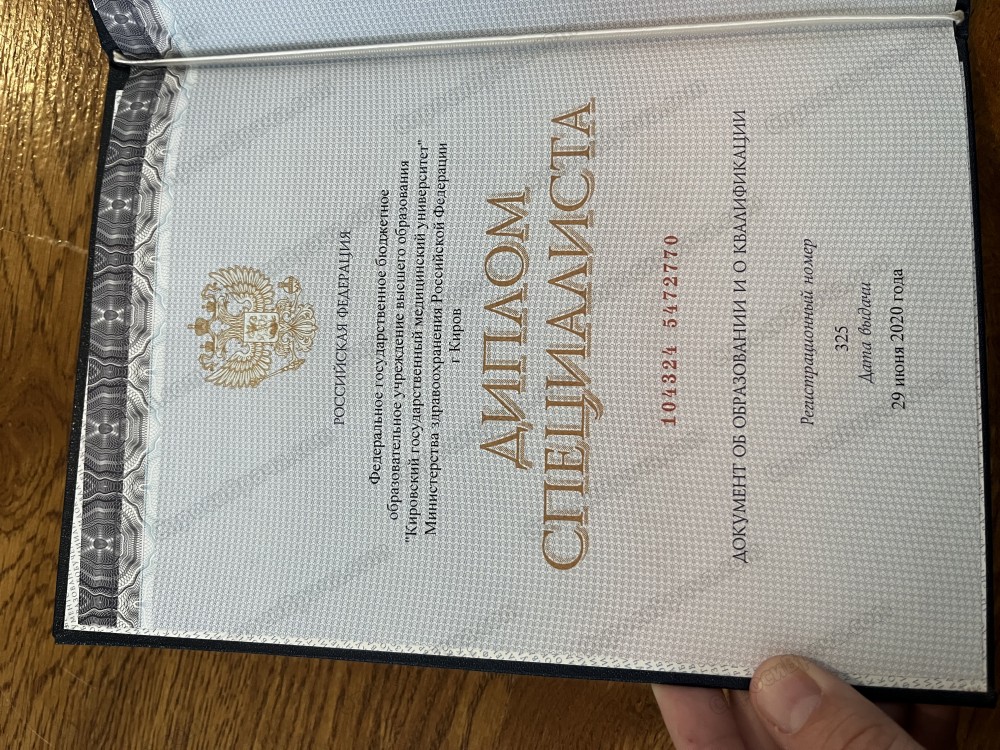 РОССИЙСКАЯ ФЕДЕРАЦИЯ
Федеральное государственное бюджетное
образовательное учреждение высшего образования
"Кировский государственный медицинский университет"
Министерства здравоохранения Российской Федерации
г Киров
ДИПЛОМ
СПЕЦИАЛИСТА
104324 5472770
ДОКУМЕНТ ОБ ОБРАЗОВАНИИ И О КВАЛИФИКАЦИИ
Регистрационный номер
325
Дата выдачи
29 июня 2020 года